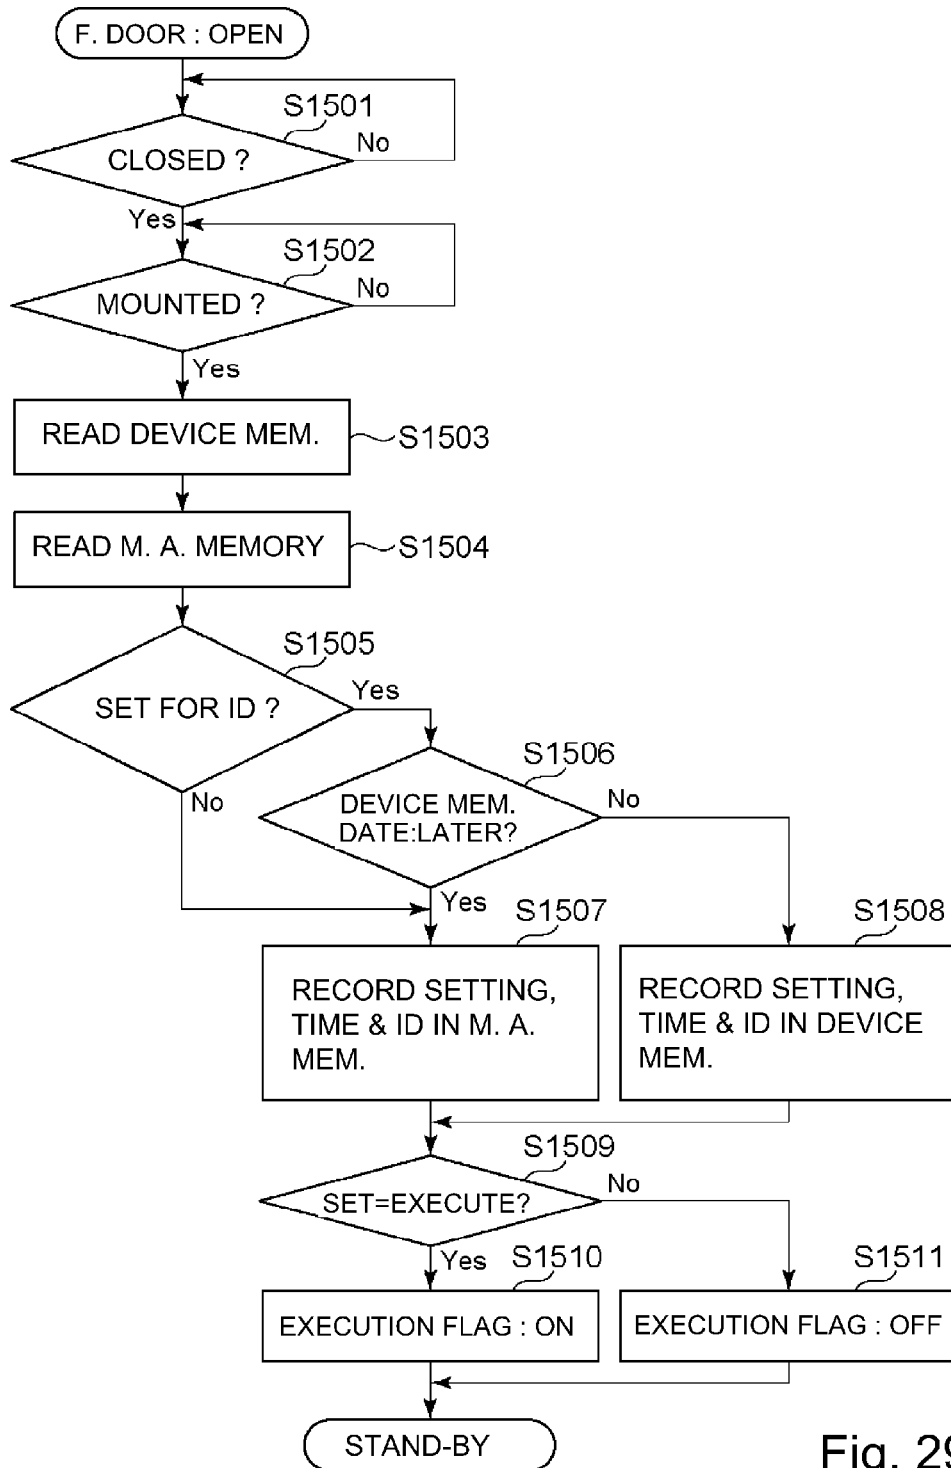 F. DOOR : OPEN
S1501
CLOSED ?
No
Yes
S1502
MOUNTED ?
No
Yes
READ DEVICE MEM.
S1503
READ M. A. MEMORY
S1504
S1505
SET FOR ID ?
Yes
No
S1506
DEVICE MEM.
DATE:LATER?
No
Yes
S1507
RECORD SETTING,
TIME & ID IN M. A.
MEM.
S1508
RECORD SETTING,
TIME & ID IN DEVICE
MEM.
S1509
SET=EXECUTE?
No
Yes
S1510
EXECUTION FLAG : ON
S1511
EXECUTION FLAG : OFF
STAND-BY
Fig. 29